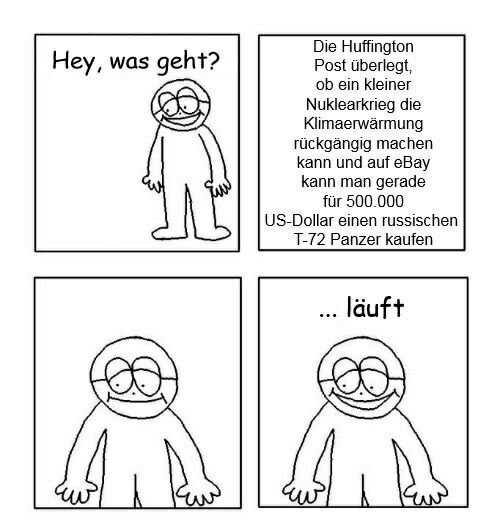 Hey, was geht?
Die Huffington
Post überlegt,
ob ein kleiner
Nuklearkrieg die
Klimaerwärmung
rückgängig machen
kann und auf eBay
kann man gerade
für 500.000
US-Dollar einen russischen
T-72 Panzer kaufen
... läuft